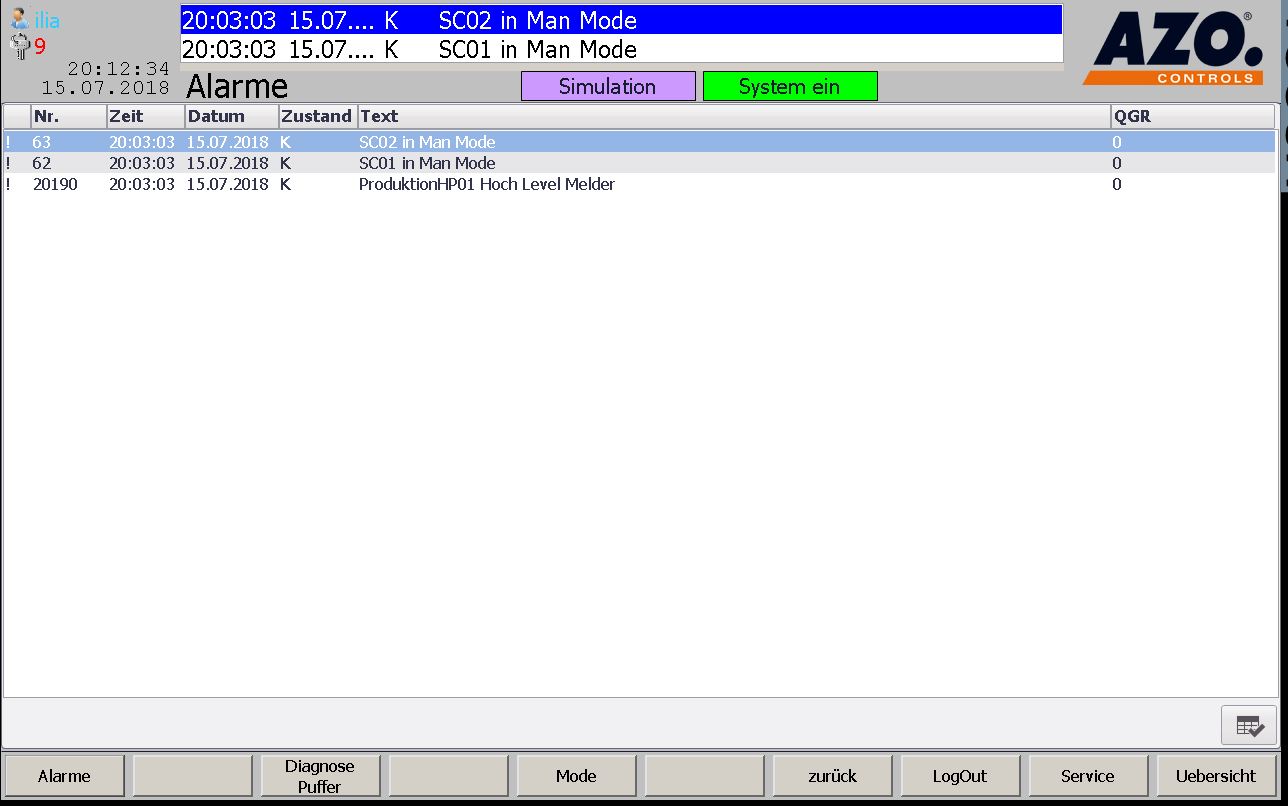 ilia
9
20:12:34
15.07.2018
20:03:03 15.07.... K SC02 in Man Mode
20:03:03 15.07.... K SC01 in Man Mode
Alarme
Simulation
System ein
AZO.®
CONTROLS
Nr. Zeit Datum Zustand Text QGR
! 63 20:03:03 15.07.2018 K SC02 in Man Mode 0
! 62 20:03:03 15.07.2018 K SC01 in Man Mode 0
! 20190 20:03:03 15.07.2018 K ProduktionHP01 Hoch Level Melder 0
Alarme
Diagnose
Puffer
Mode
zurück
LogOut
Service
Uebersicht